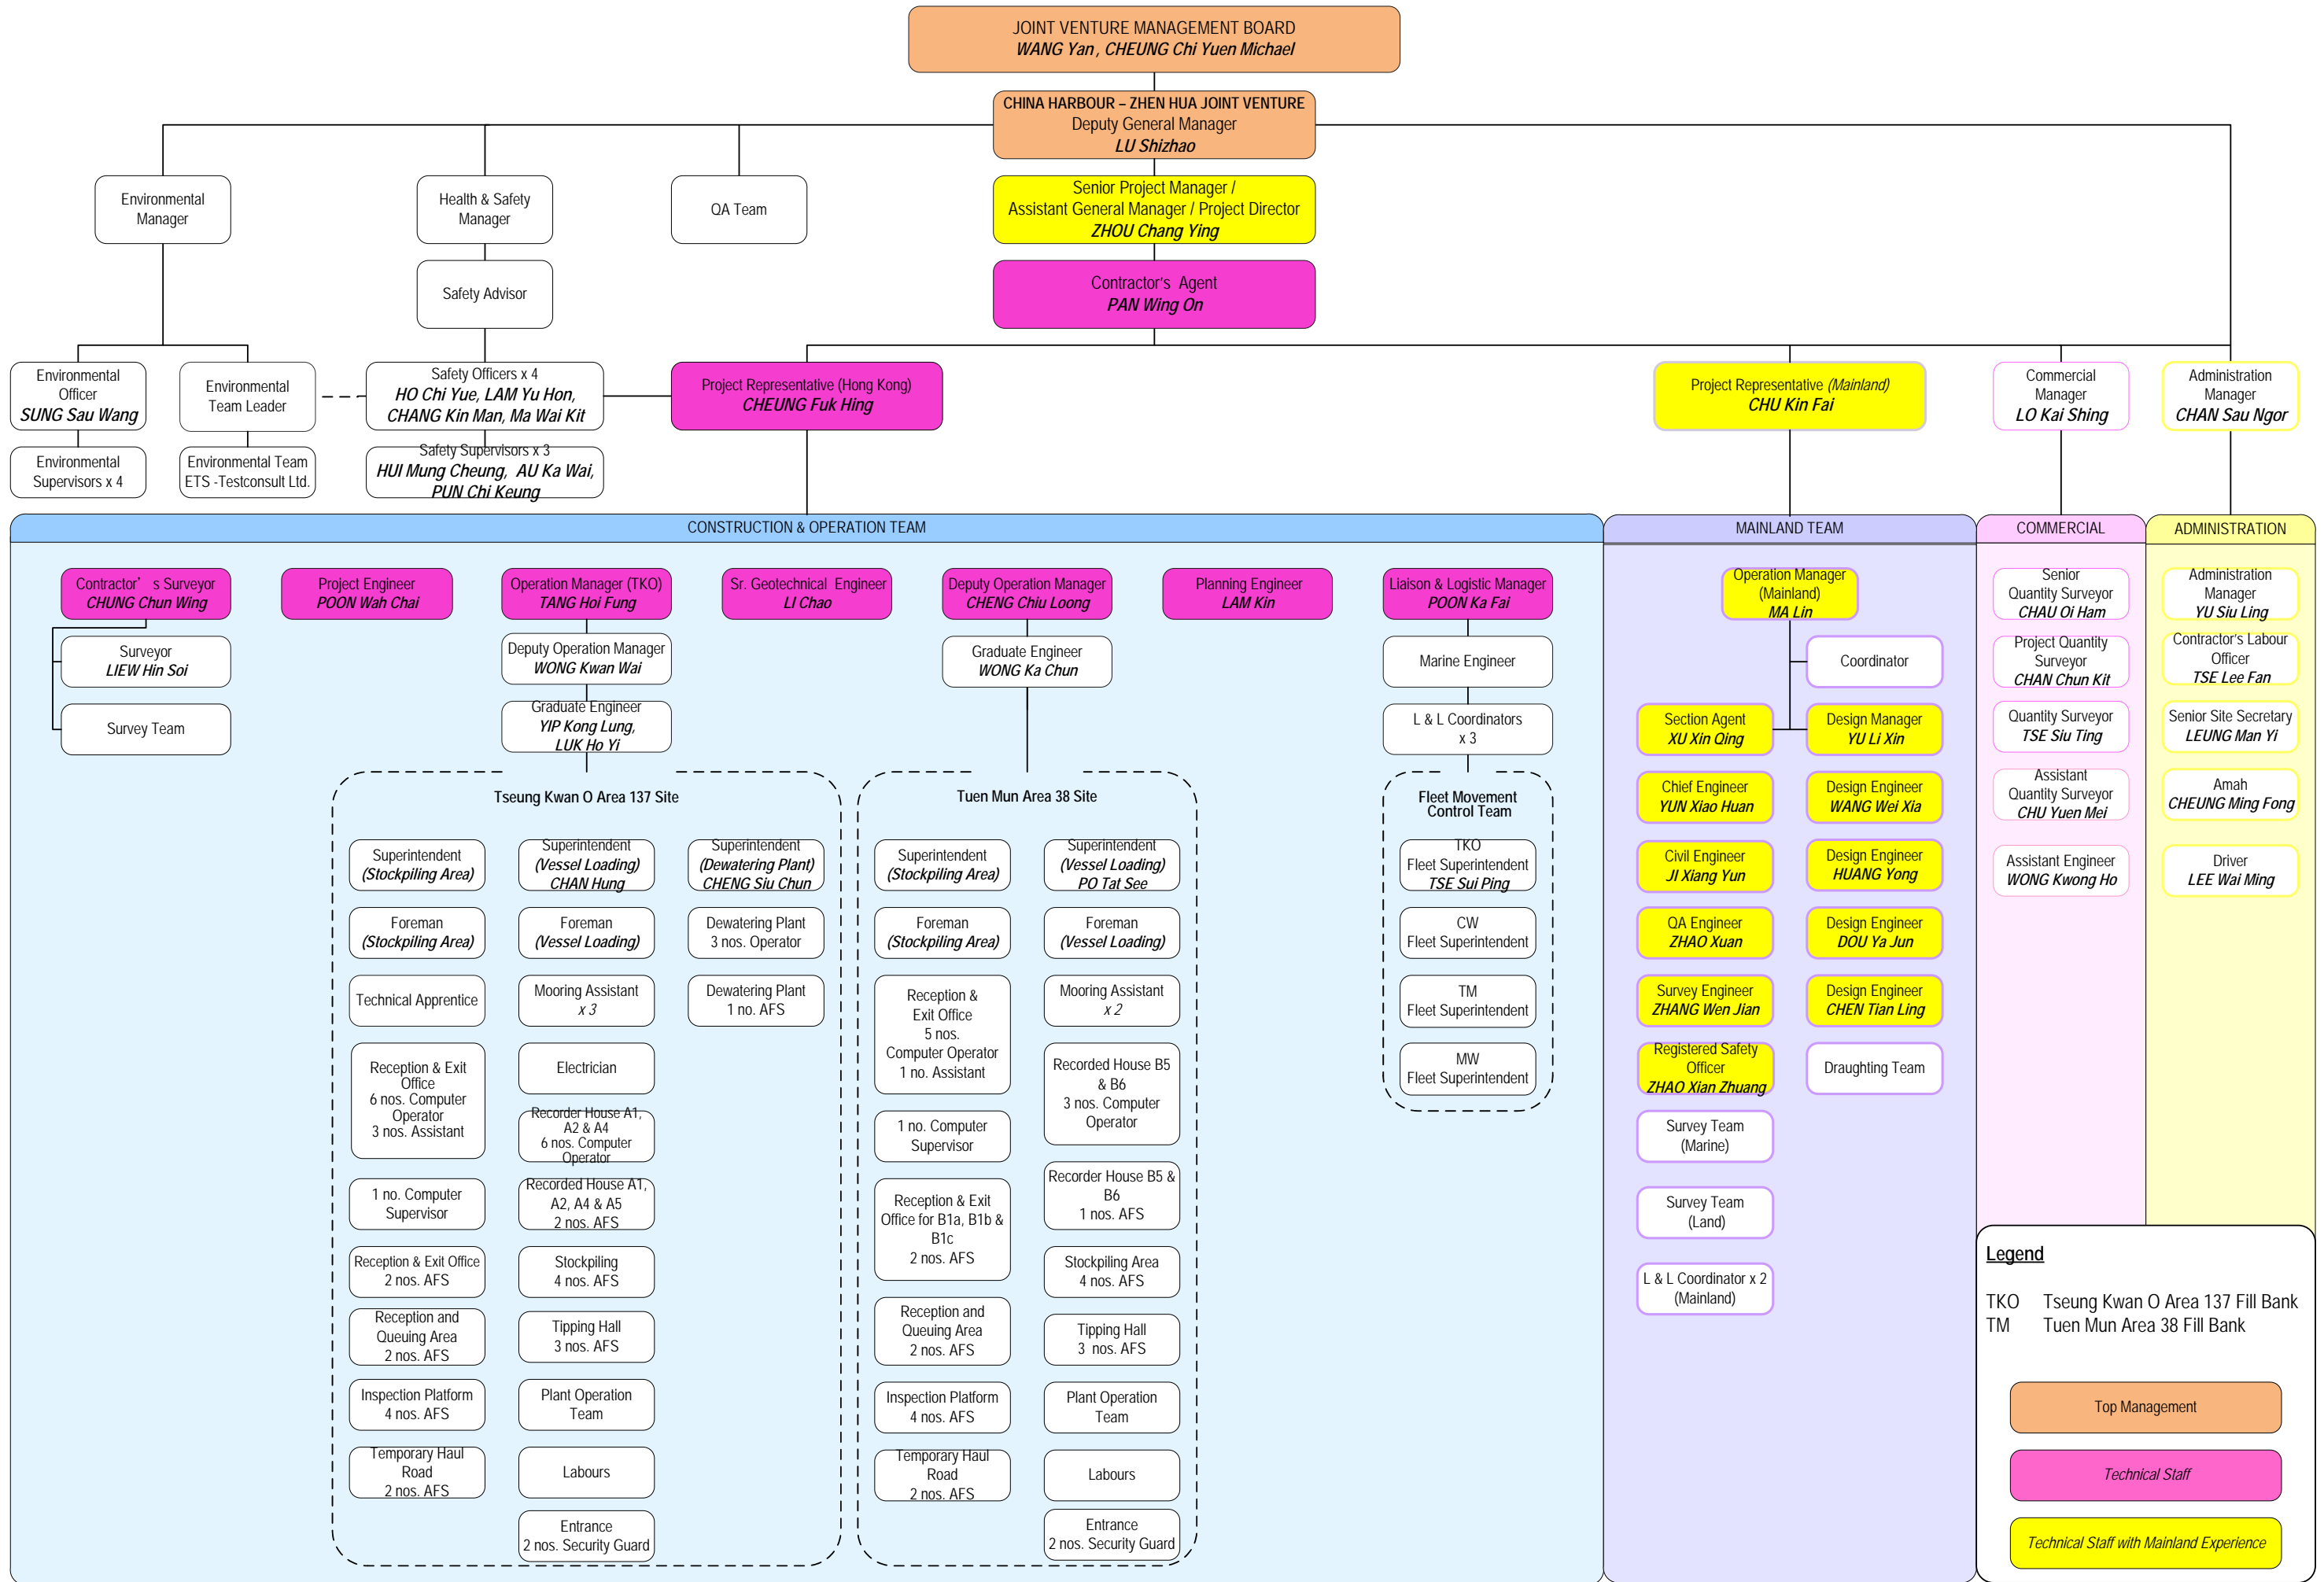 JOINT VENTURE MANAGEMENT BOARD
WANG Yan , CHEUNG Chi Yuen Michael
CHINA HARBOUR – ZHEN HUA JOINT VENTURE
Deputy General Manager
LU Shizhao
Environmental
Manager
Health & Safety
Manager
QA Team
Senior Project Manager /
Assistant General Manager / Project Director
ZHOU Chang Ying
Safety Advisor
Contractor's Agent
PAN Wing On
Environmental
Officer
SUNG Sau Wang
Environmental
Team Leader
Safety Officers x 4
HO Chi Yue, LAM Yu Hon,
CHANG Kin Man, Ma Wai Kit
Project Representative (Hong Kong)
CHEUNG Fuk Hing
Project Representative (Mainland)
CHU Kin Fai
Commercial
Manager
LO Kai Shing
Administration
Manager
CHAN Sau Ngor
Environmental
Supervisors x 4
Environmental Team
ETS -Testconsult Ltd.
Safety Supervisors x 3
HUI Mung Cheung, AU Ka Wai,
PUN Chi Keung
CONSTRUCTION & OPERATION TEAM
Contractor's Surveyor
CHUNG Chun Wing
Project Engineer
POON Wah Chai
Operation Manager (TKO)
TANG Hoi Fung
Sr. Geotechnical Engineer
LI Chao
Deputy Operation Manager
CHENG Chiu Loong
Planning Engineer
LAM Kin
Liaison & Logistic Manager
POON Ka Fai
Surveyor
LIEW Hin Soi
Survey Team
Deputy Operation Manager
WONG Kwan Wai
Graduate Engineer
YIP Kong Lung,
LUK Ho Yi
Graduate Engineer
WONG Ka Chun
Marine Engineer
L & L Coordinators
x 3
Tseung Kwan O Area 137 Site
Superintendent
(Stockpiling Area)
Foreman
(Stockpiling Area)
Technical Apprentice
Reception & Exit
Office
6 nos. Computer
Operator
3 nos. Assistant
1 no. Computer
Supervisor
Reception & Exit Office
2 nos. AFS
Reception and
Queuing Area
2 nos. AFS
Inspection Platform
4 nos. AFS
Temporary Haul
Road
2 nos. AFS
Superintendent
(Vessel Loading)
CHAN Hung
Foreman
(Vessel Loading)
Mooring Assistant
x 3
Electrician
Recorder House A1,
A2 & A4
6 nos. Computer
Operator
Recorded House A1,
A2, A4 & A5
2 nos. AFS
Stockpiling
4 nos. AFS
Tipping Hall
3 nos. AFS
Plant Operation
Team
Labours
Entrance
2 nos. Security Guard
Superintendent
(Dewatering Plant)
CHENG Siu Chun
Dewatering Plant
3 nos. Operator
Dewatering Plant
1 no. AFS
Tuen Mun Area 38 Site
Superintendent
(Stockpiling Area)
Foreman
(Stockpiling Area)
Reception &
Exit Office
5 nos.
Computer Operator
1 no. Assistant
1 no. Computer
Supervisor
Reception & Exit
Office for B1a, B1b &
B1c
2 nos. AFS
Reception and
Queuing Area
2 nos. AFS
Inspection Platform
4 nos. AFS
Temporary Haul
Road
2 nos. AFS
Superintendent
(Vessel Loading)
PO Tat See
Foreman
(Vessel Loading)
Mooring Assistant
x 2
Recorded House B5
& B6
3 nos. Computer
Operator
Recorder House B5 &
B6
1 nos. AFS
Stockpiling Area
4 nos. AFS
Tipping Hall
3 nos. AFS
Plant Operation
Team
Labours
Entrance
2 nos. Security Guard
Fleet Movement
Control Team
TKO
Fleet Superintendent
TSE Sui Ping
CW
Fleet Superintendent
TM
Fleet Superintendent
MW
Fleet Superintendent
MAINLAND TEAM
Operation Manager
(Mainland)
MA Lin
Coordinator
Section Agent
XU Xin Qing
Design Manager
YU Li Xin
Chief Engineer
YUN Xiao Huan
Design Engineer
WANG Wei Xia
Civil Engineer
JI Xiang Yun
Design Engineer
HUANG Yong
QA Engineer
ZHAO Xuan
Design Engineer
DOU Ya Jun
Survey Engineer
ZHANG Wen Jian
Design Engineer
CHEN Tian Ling
Registered Safety
Officer
ZHAO Xian Zhuang
Draughting Team
Survey Team
(Marine)
Survey Team
(Land)
L & L Coordinator x 2
(Mainland)
COMMERCIAL
Senior
Quantity Surveyor
CHAU Oi Ham
Project Quantity
Surveyor
CHAN Chun Kit
Quantity Surveyor
TSE Siu Ting
Assistant
Quantity Surveyor
CHU Yuen Mei
Assistant Engineer
WONG Kwong Ho
ADMINISTRATION
Administration
Manager
YU Siu Ling
Contractor's Labour
Officer
TSE Lee Fan
Senior Site Secretary
LEUNG Man Yi
Amah
CHEUNG Ming Fong
Driver
LEE Wai Ming
Legend
TKO Tseung Kwan O Area 137 Fill Bank
TM Tuen Mun Area 38 Fill Bank
Top Management
Technical Staff
Technical Staff with Mainland Experience